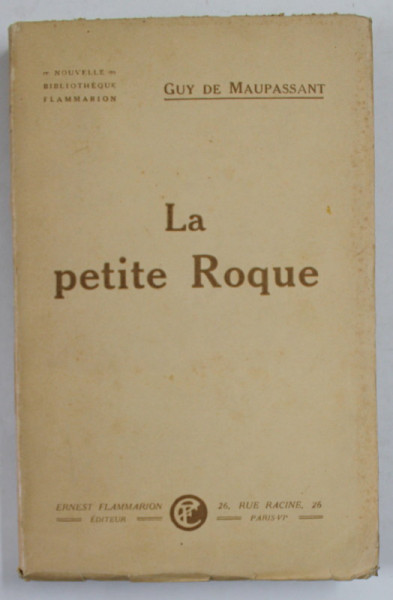 NOUVELLE
BIBLIOTHÈQUE
FLAMMARION
GUY DE MAUPASSANT
La
petite Roque
ERNEST FLAMMARION
ÉDITEUR
26, RUE RACINE, 26
PARIS-VIᵉ